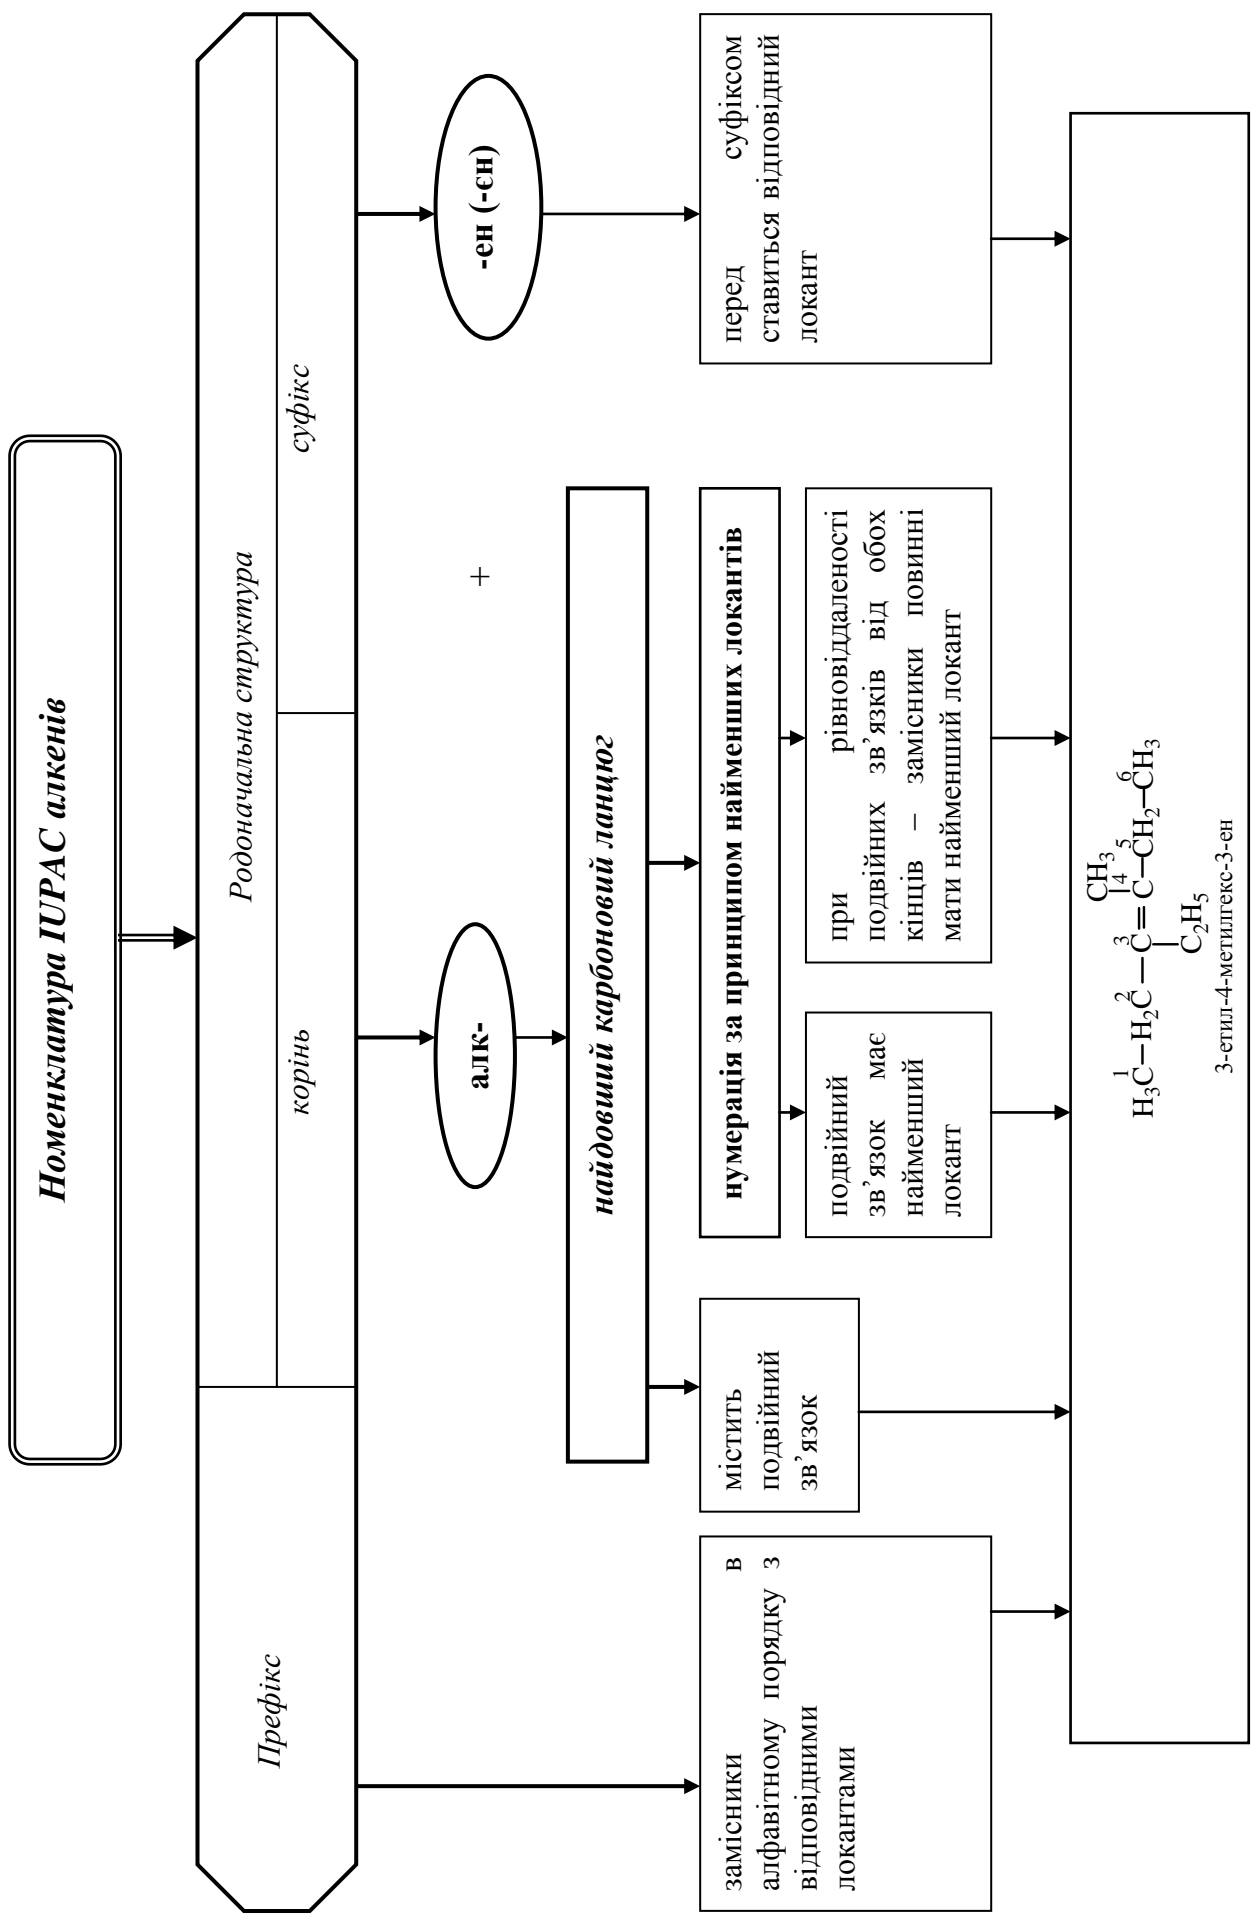 Номенклатура IUPAC алкенів
Префікс
Родоначальна структура
корінь
суфікс
алк-
+
-ен (-єн)
найдовший карбоновий ланцюг
замісники в
алфавітному порядку з
відповідними
локантами
містить
подвійний
зв’язок
нумерація за принципом найменших локантів
подвійний
зв’язок має
найменший
локант
при рівновіддаленості
подвійних зв’язків від обох
кінців – замісники повинні
мати найменший локант
перед суфіксом
ставиться відповідний
локант
CH3
1 2 3 4 5 6
H3C—H2C—C=C—CH2—CH3
C2H5
3-етил-4-метилгекс-3-ен